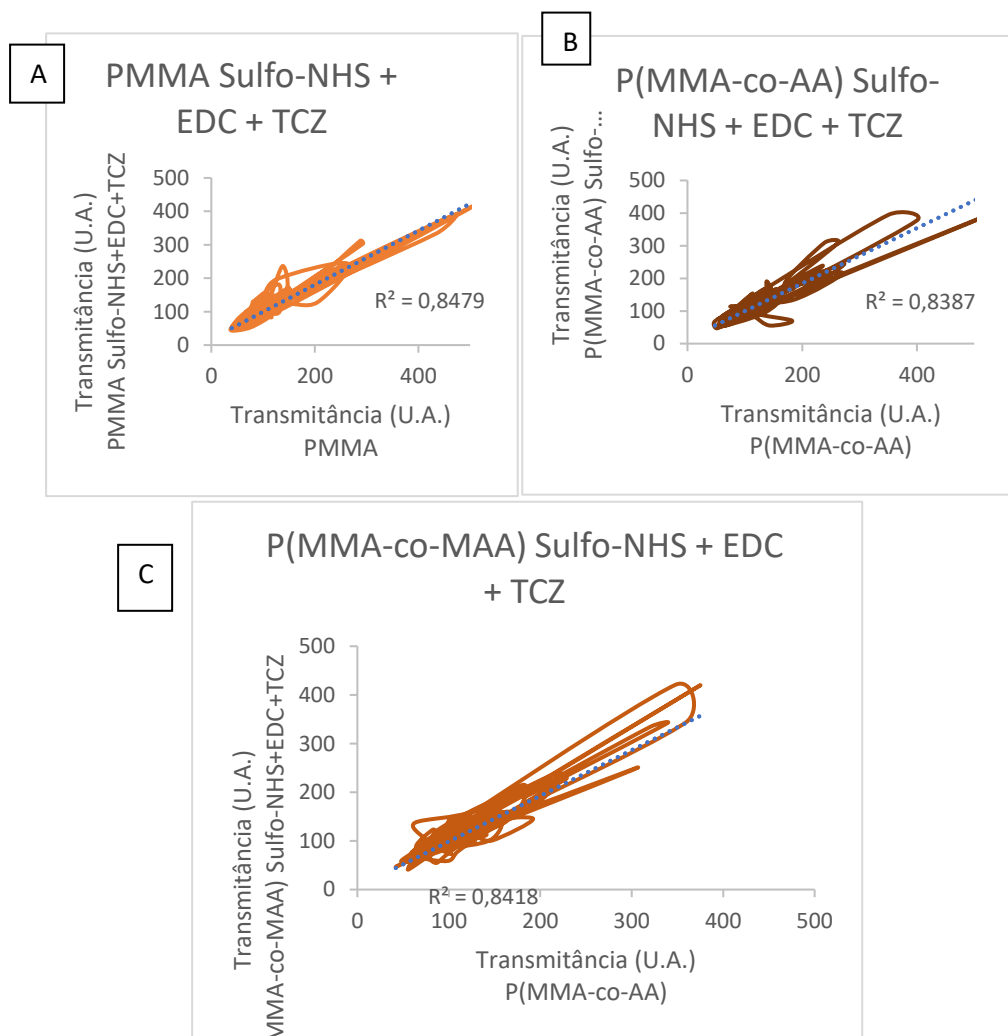 A
PMMA Sulfo-NHS +
EDC + TCZ
Transmitância (U.A.)
PMMA Sulfo-NHS+EDC+TCZ
500
400
300
200
100
0
R² = 0,8479
0 200 400
Transmitância (U.A.)
PMMA
B
P(MMA-co-AA) Sulfo-
NHS + EDC + TCZ
Transmitância (U.A.)
P(MMA-co-AA) Sulfo-...
500
400
300
200
100
0
R² = 0,8387
0 200 400
Transmitância (U.A.)
P(MMA-co-AA)
C
P(MMA-co-MAA) Sulfo-NHS + EDC
+ TCZ
Transmitância (U.A.)
MMA-co-MAA) Sulfo-NHS+EDC+TCZ
500
400
300
200
100
0
R² = 0,8418
0 100 200 300 400 500
Transmitância (U.A.)
P(MMA-co-AA)